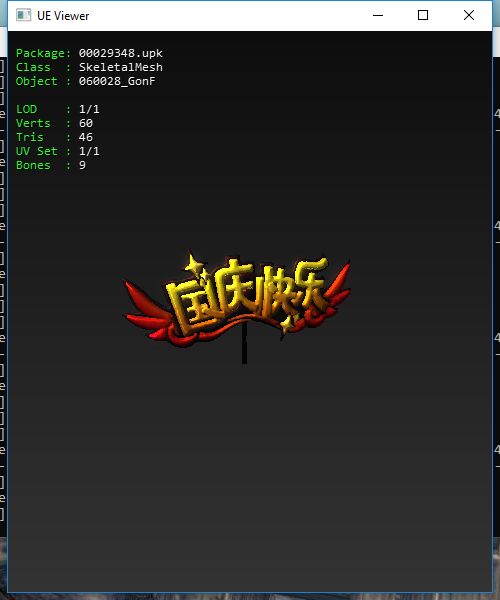 UE Viewer
Package: 00029348.upk
Class : SkeletalMesh
Object : 060028_GonF
LOD : 1/1
Verts : 60
Tris : 46
UV Set : 1/1
Bones : 9
国庆快乐